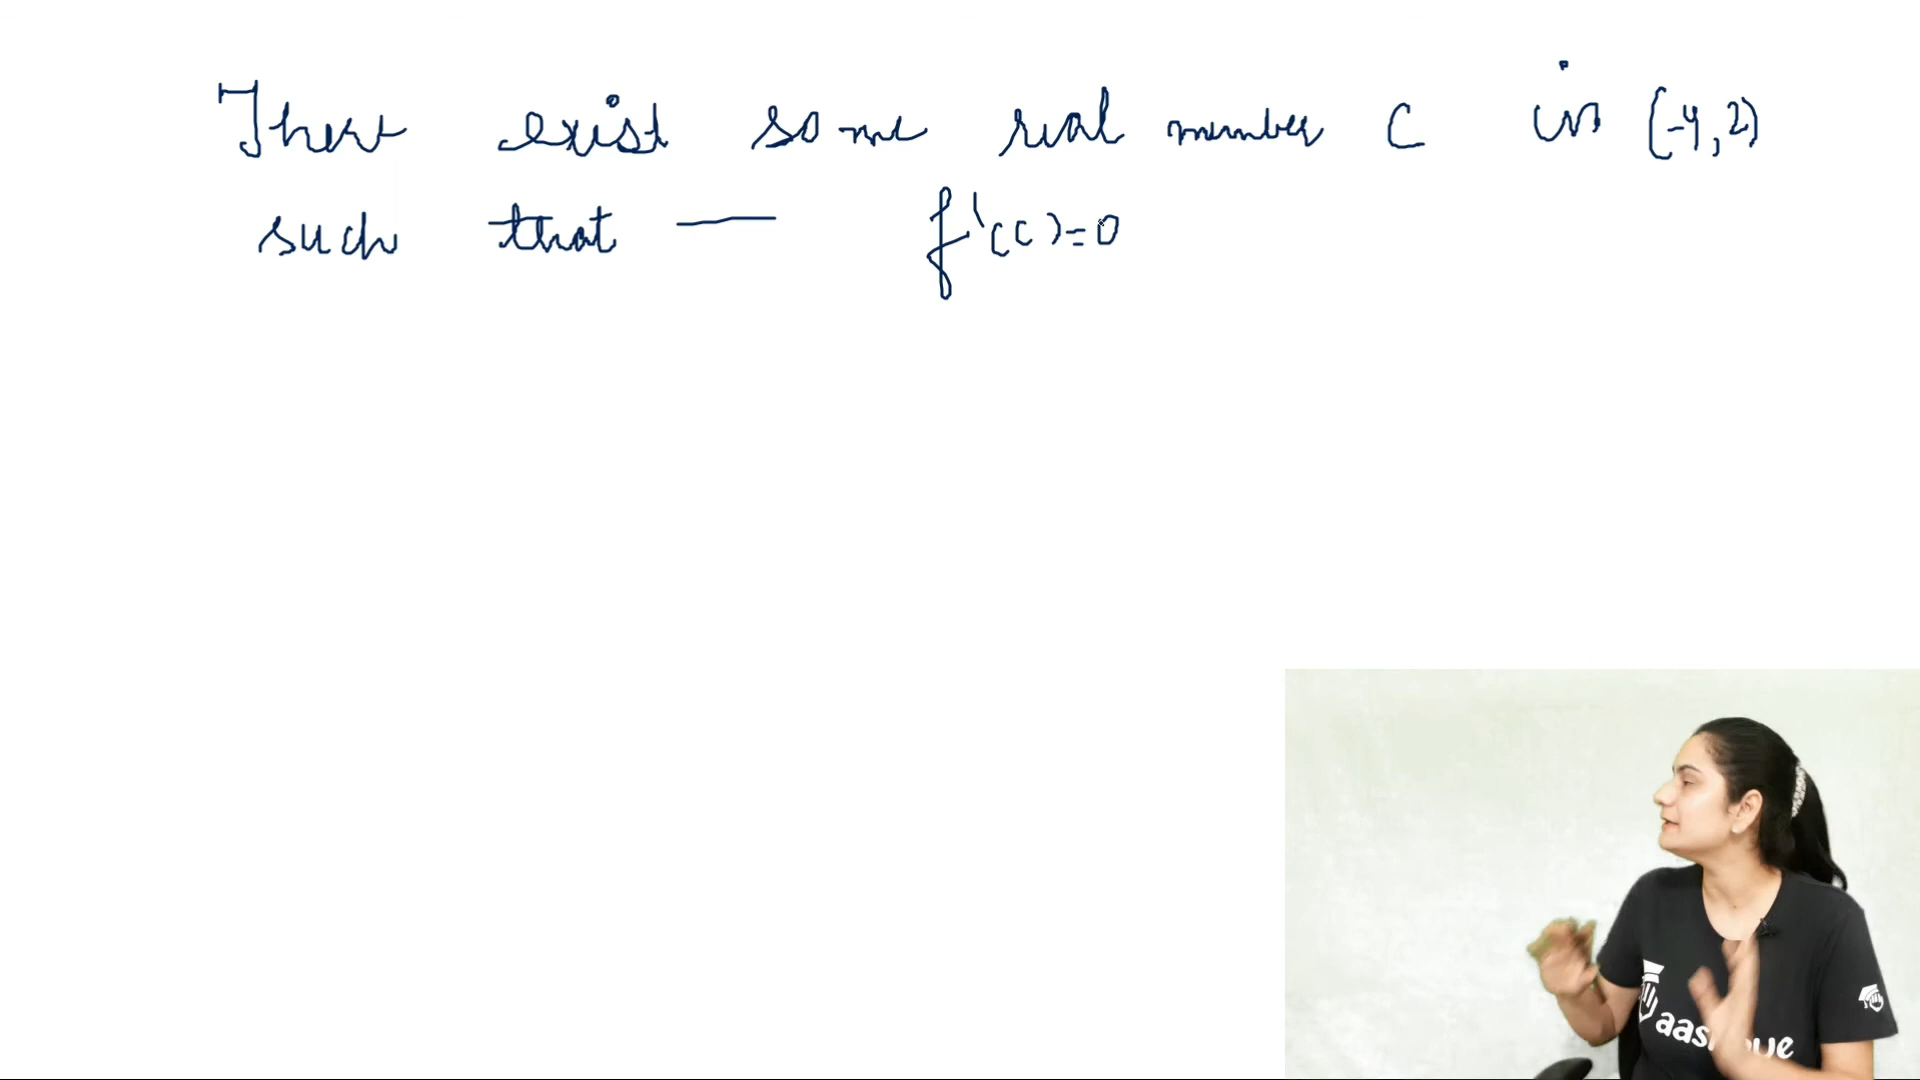 There exist some real number C in (-4,2)
such that — f'(c)=0